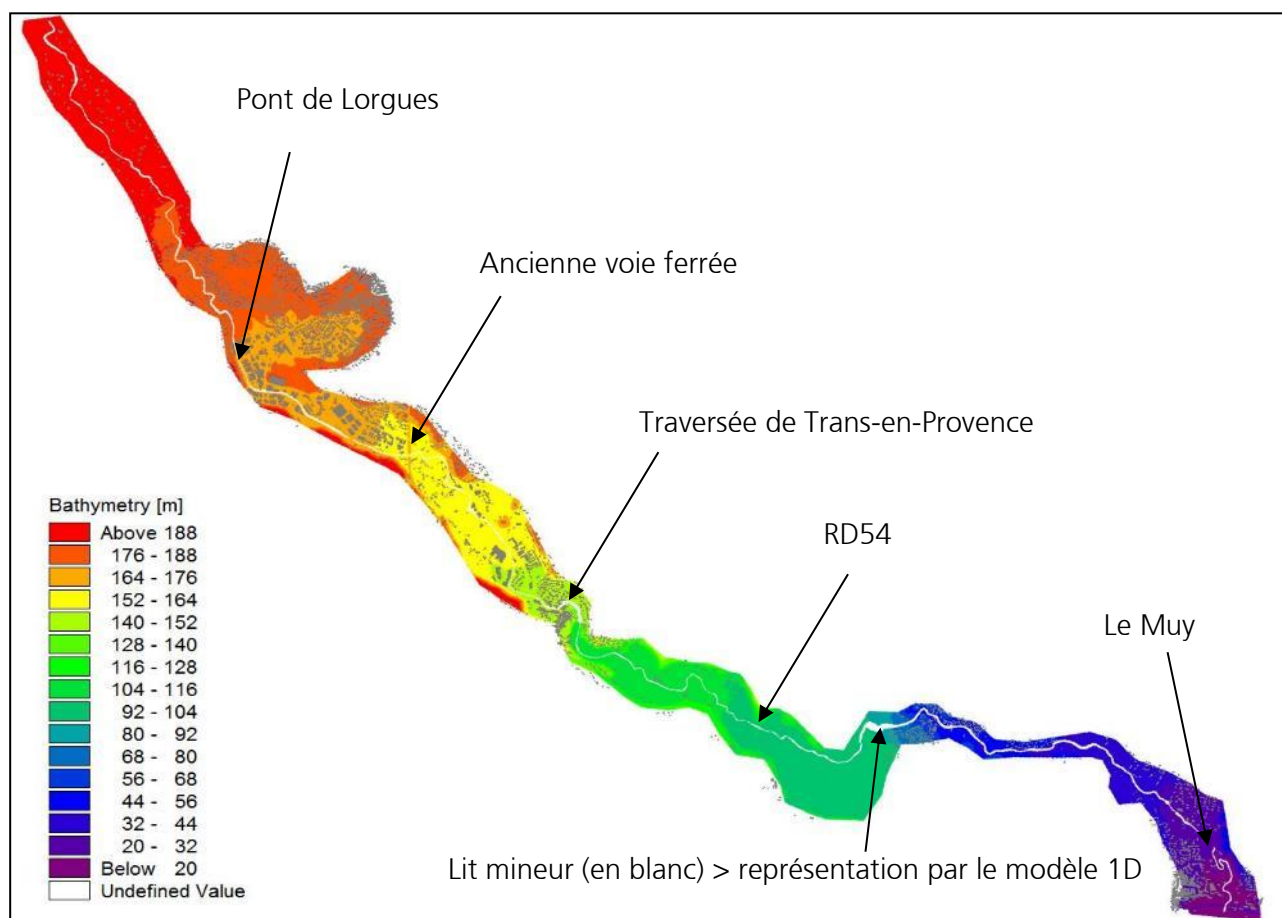 Pont de Lorgues
Ancienne voie ferrée
Traversée de Trans-en-Provence
RD54
Le Muy
Lit mineur (en blanc) > représentation par le modèle 1D
Bathymetry [m]
Above 188
176 - 188
164 - 176
152 - 164
140 - 152
128 - 140
116 - 128
104 - 116
92 - 104
80 - 92
68 - 80
56 - 68
44 - 56
32 - 44
20 - 32
Below 20
Undefined Value